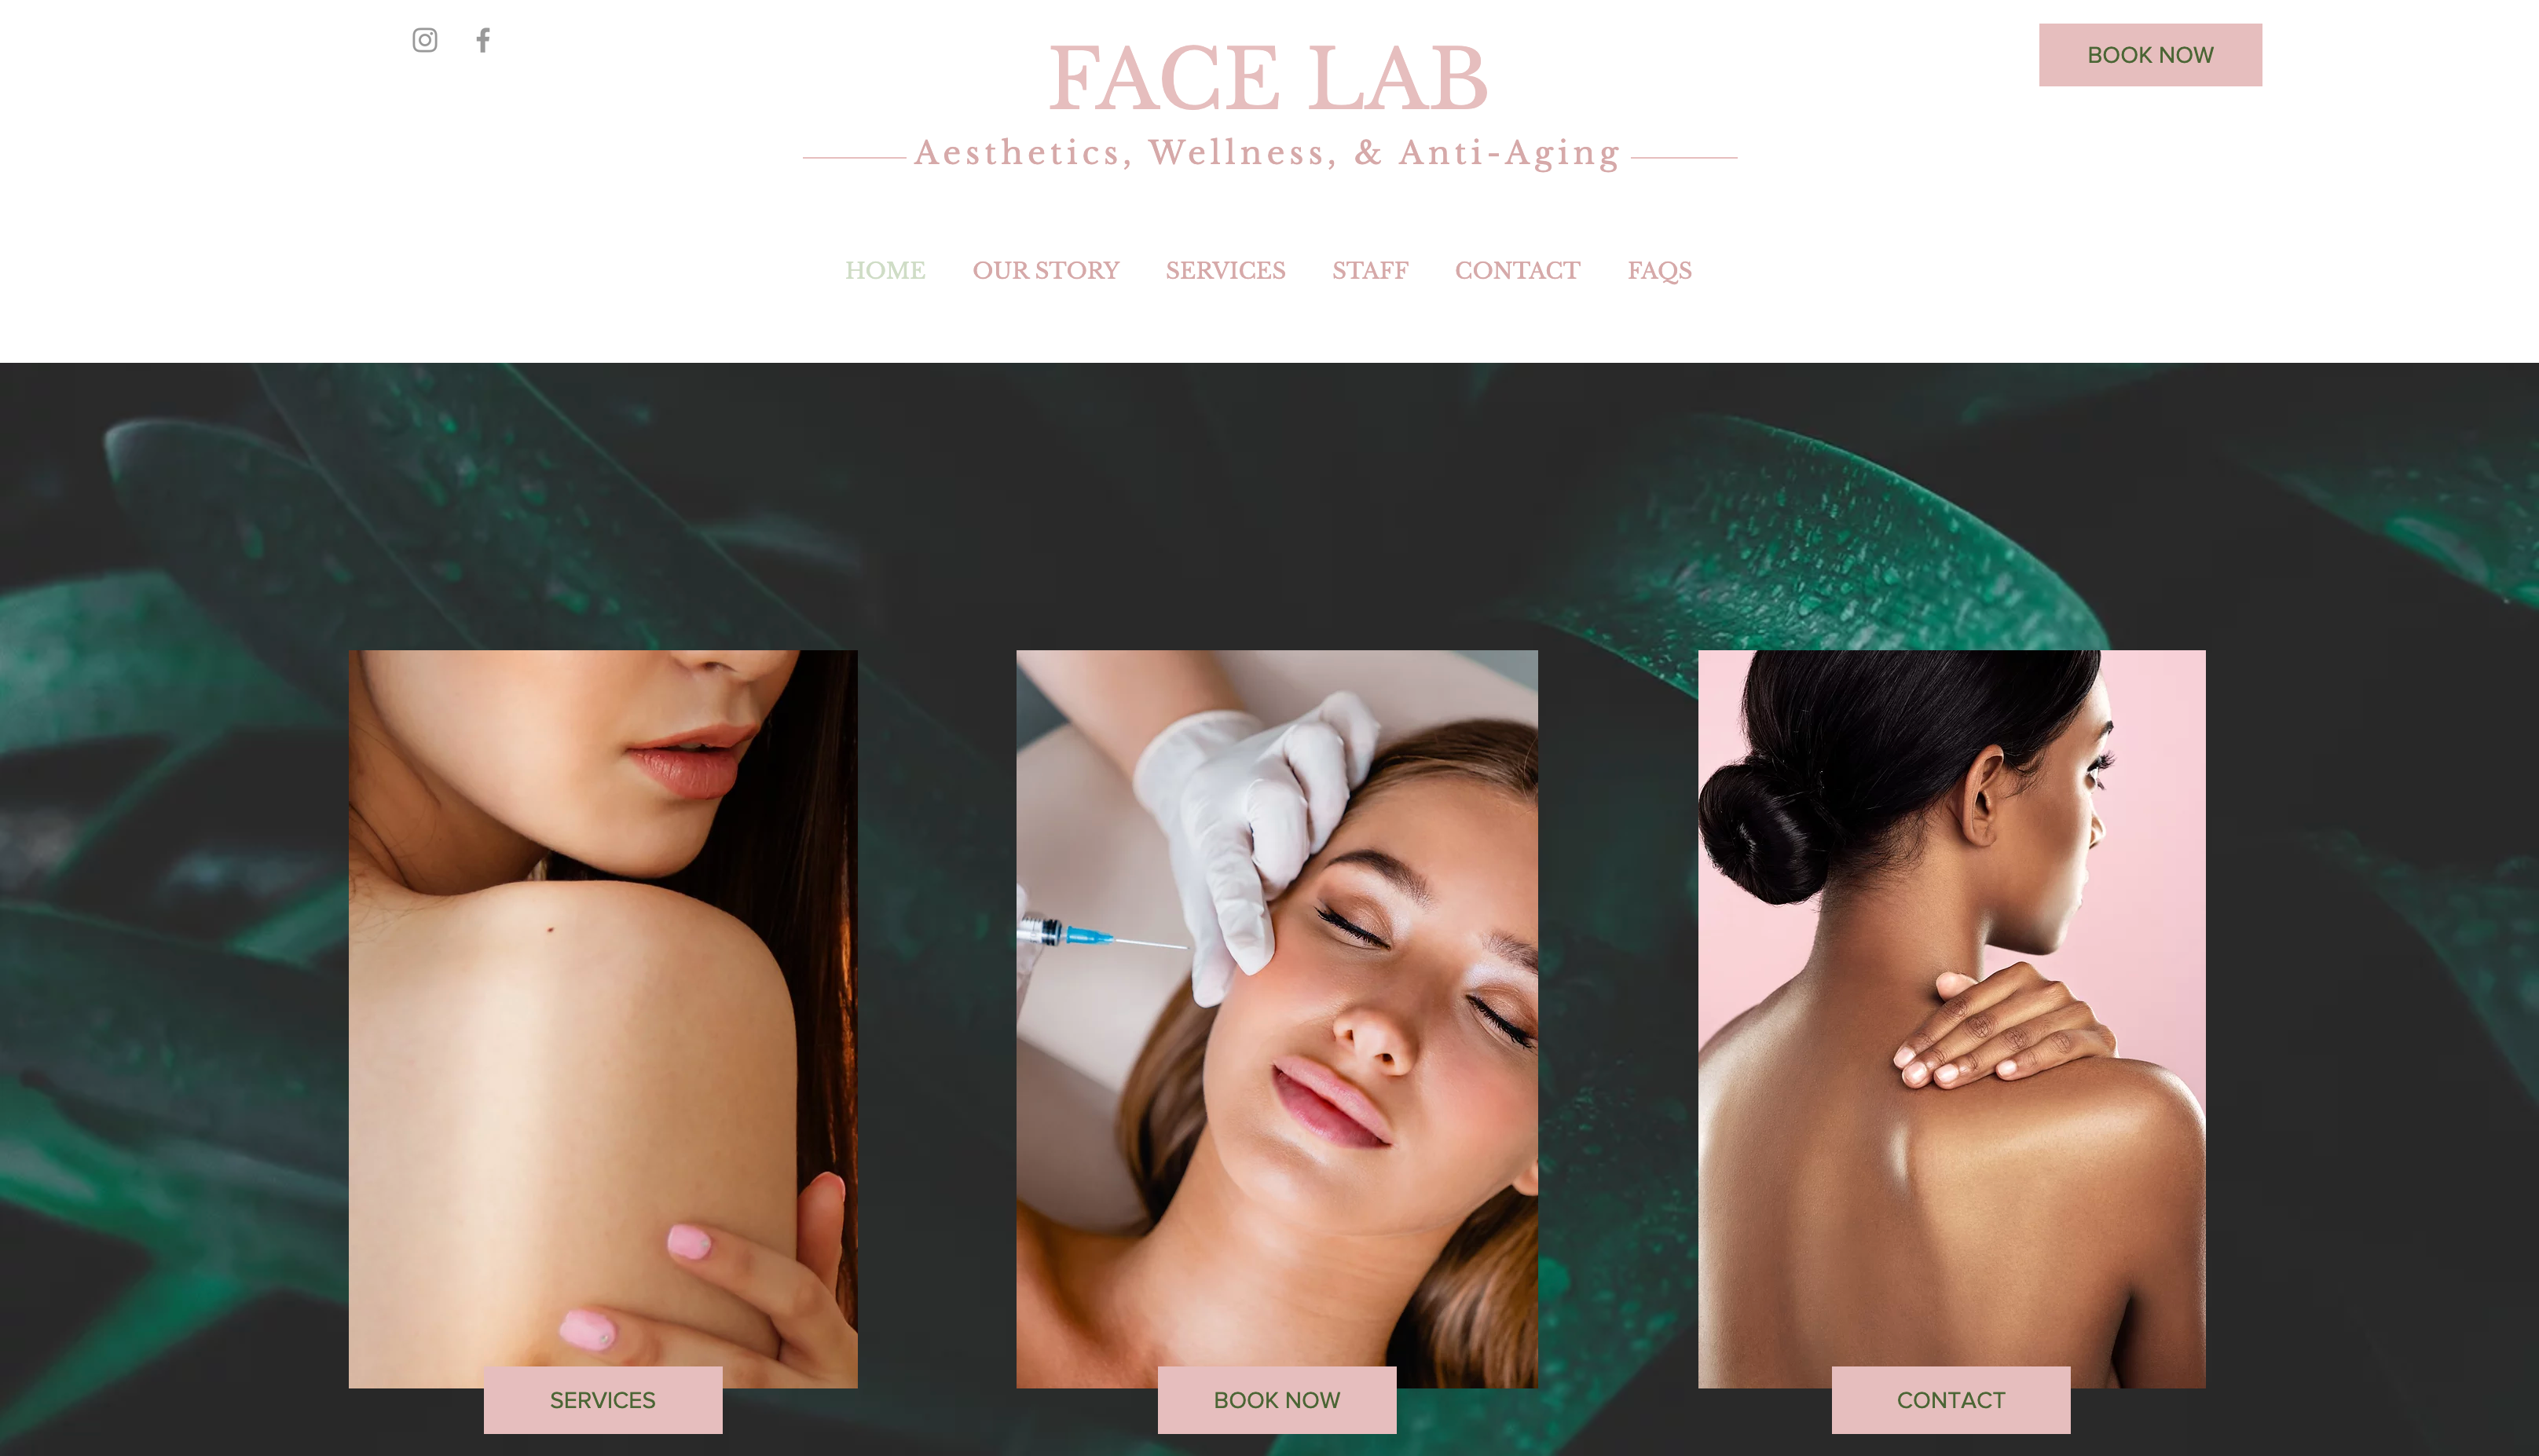 FACE LAB
BOOK NOW
Aesthetics, Wellness, & Anti-Aging
HOME OUR STORY SERVICES STAFF CONTACT FAQS
SERVICES BOOK NOW CONTACT